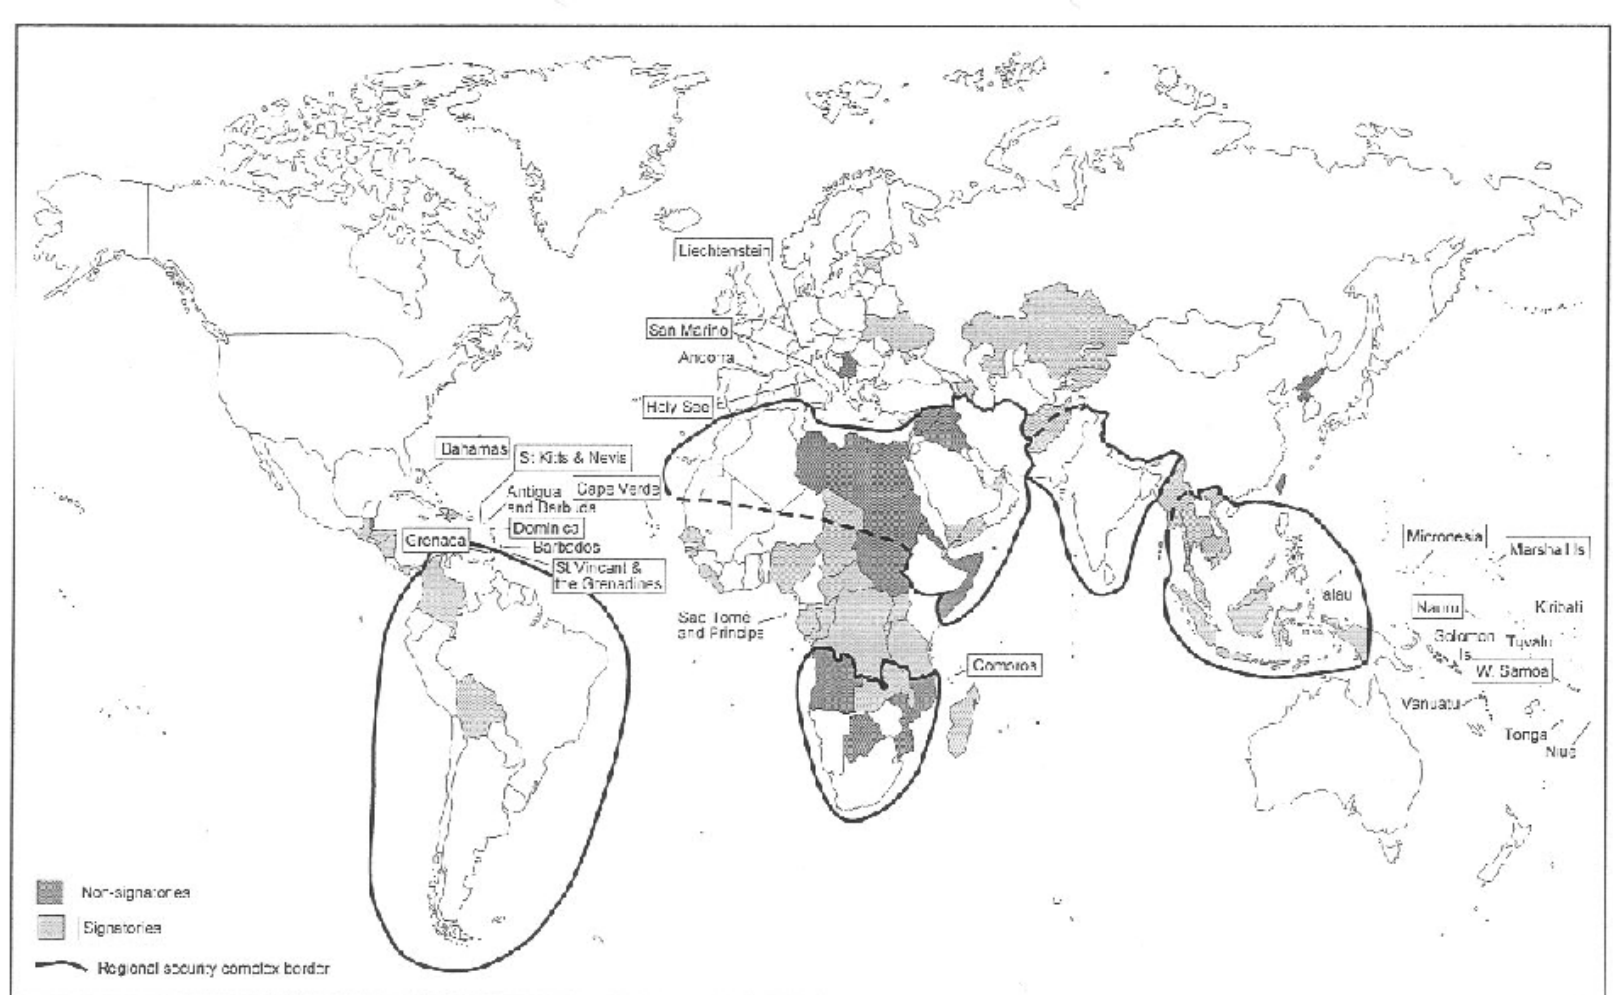 Liechtenstein
San Marino
Andorra
Holy See
Bahamas
St Kitts & Nevis
Antigua
and Barbuda
Cape Verde
Dominica
Grenada
Barbados
St Vincent &
the Grenadines
Sao Tomé
and Principe
Comoros
Micronesia
Marshall Is
Palau
Nauru
Kiribati
Solomon
Is
Tuvalu
W. Samoa
Vanuatu
Tonga
Niue
Non-signatories
Signatories
Regional security complex border